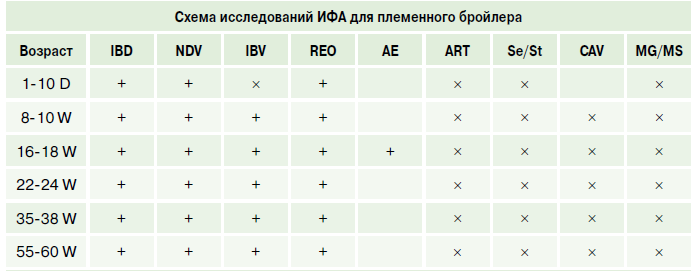 Схема исследований ИФА для племенного бройлера
Возраст IBD NDV IBV REO AE ART Se/St CAV MG/MS
1-10 D + + × + × × ×
8-10 W + + + + × × × ×
16-18 W + + + + + × × × ×
22-24 W + + + + × × × ×
35-38 W + + + + × × × ×
55-60 W + + + + × × × ×